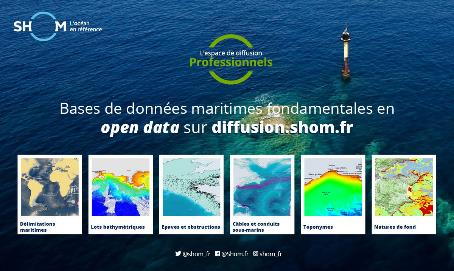 SHOM L'océan
en référence
L'espace de diffusion
Professionnels
Bases de données maritimes fondamentales en
open data sur diffusion.shom.fr
Délimitations
maritimes
Lots bathymétriques
Epaves et obstructions
Câbles et conduits
sous-marins
Toponymes
Natures de fond
@shom_fr @Shom.fr shom_fr